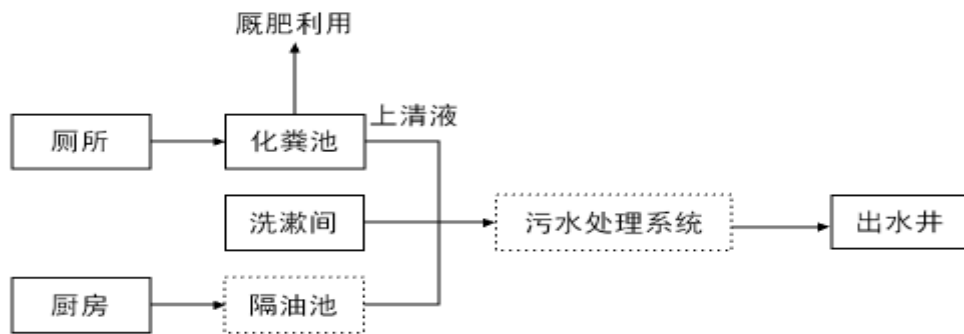 厩肥利用
上清液
厕所
化粪池
洗漱间
污水处理系统
出水井
厨房
隔油池